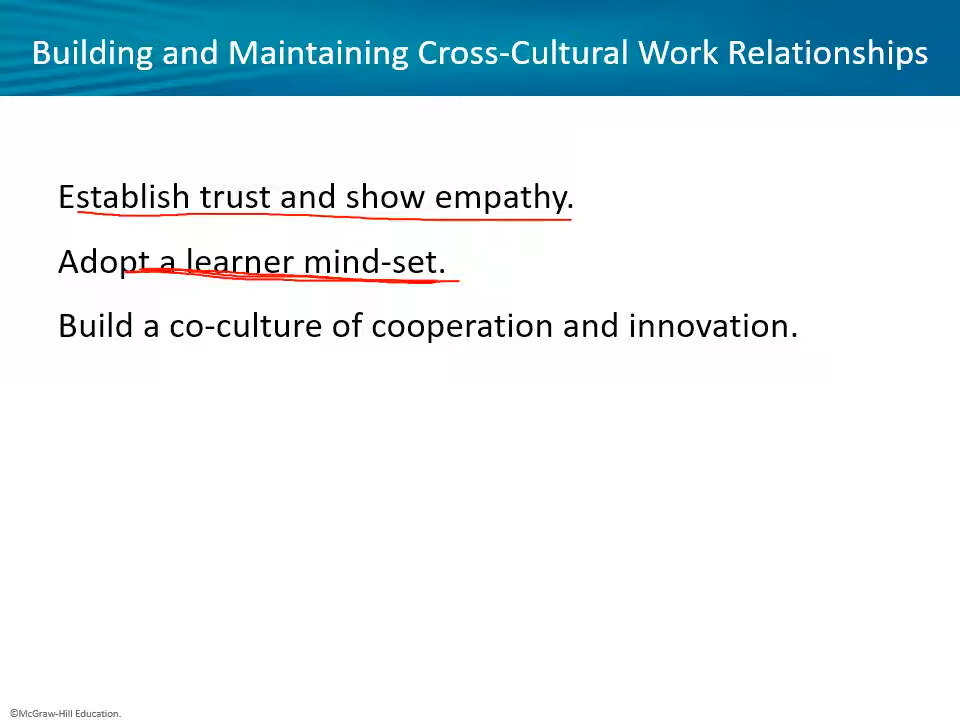 Building and Maintaining Cross-Cultural Work Relationships
Establish trust and show empathy.
Adopt a learner mind-set.
Build a co-culture of cooperation and innovation.
©McGraw-Hill Education.